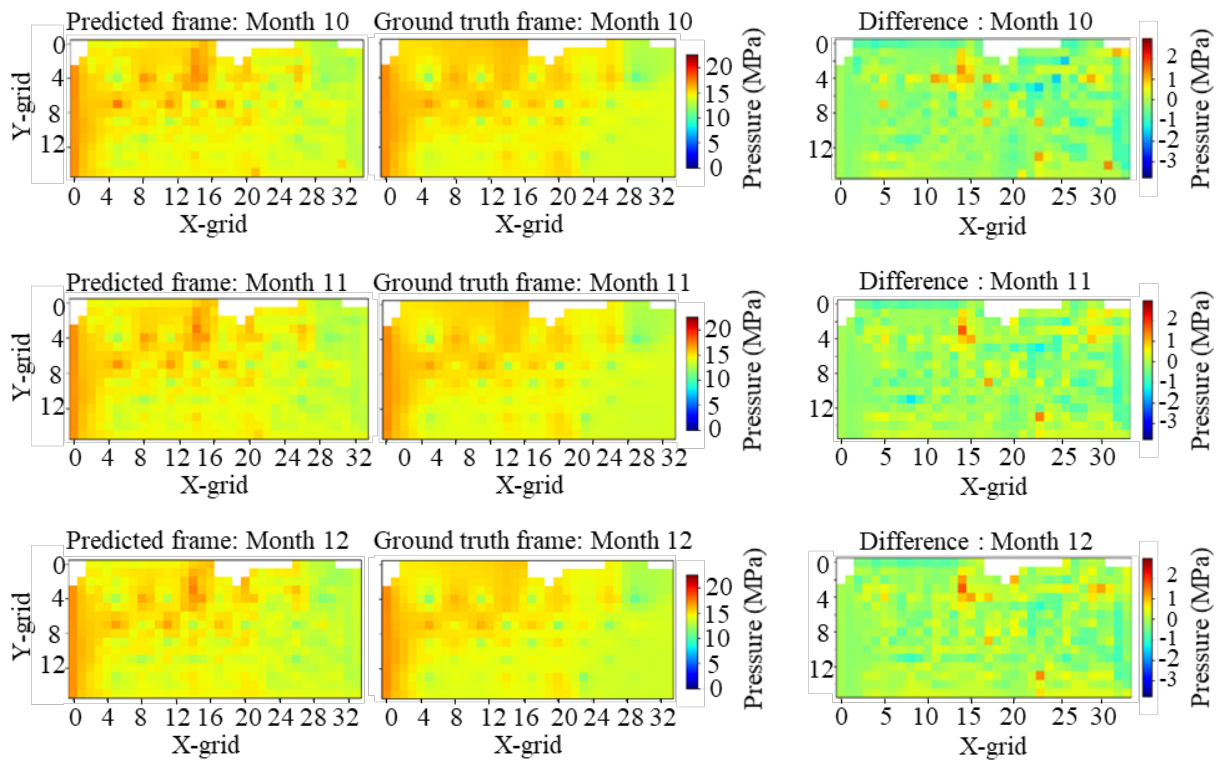 Predicted frame: Month 10 Ground truth frame: Month 10 Difference : Month 10
Y-grid
0
4
8
12
0 4 8 12 16 20 24 28 32
X-grid
0 4 8 12 16 20 24 28 32
X-grid
20
15
10
5
0
Pressure (MPa)
0
4
8
12
0 5 10 15 20 25 30
X-grid
2
1
0
-1
-2
-3
Pressure (MPa)
Predicted frame: Month 11 Ground truth frame: Month 11 Difference : Month 11
Y-grid
0
4
8
12
0 4 8 12 16 20 24 28 32
X-grid
0 4 8 12 16 20 24 28 32
X-grid
20
15
10
5
0
Pressure (MPa)
0
4
8
12
0 5 10 15 20 25 30
X-grid
2
1
0
-1
-2
-3
Pressure (MPa)
Predicted frame: Month 12 Ground truth frame: Month 12 Difference : Month 12
Y-grid
0
4
8
12
0 4 8 12 16 20 24 28 32
X-grid
0 4 8 12 16 20 24 28 32
X-grid
20
15
10
5
0
Pressure (MPa)
0
4
8
12
0 5 10 15 20 25 30
X-grid
2
1
0
-1
-2
-3
Pressure (MPa)